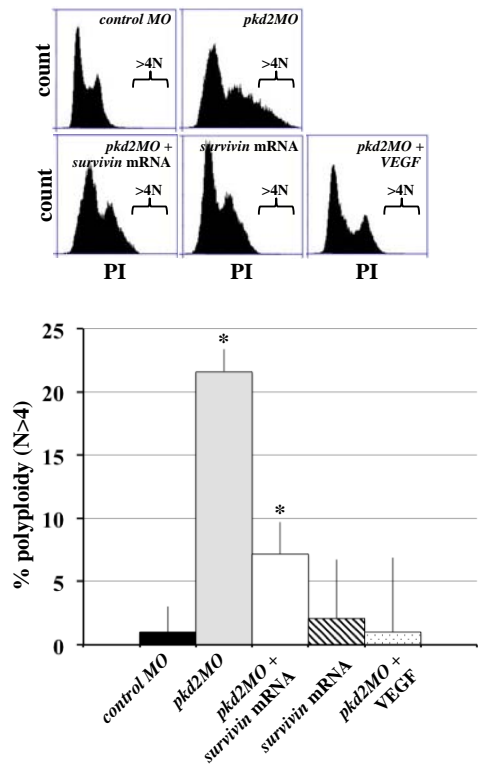 control MO
>4N
count
pkd2MO
>4N
pkd2MO +
survivin mRNA
>4N
count
survivin mRNA
>4N
pkd2MO +
VEGF
>4N
PI
PI
PI
25
20
15
10
5
0
% polyploidy (N>4)
*
*
control MO
pkd2MO
pkd2MO +
survivin mRNA
survivin mRNA
pkd2MO +
VEGF